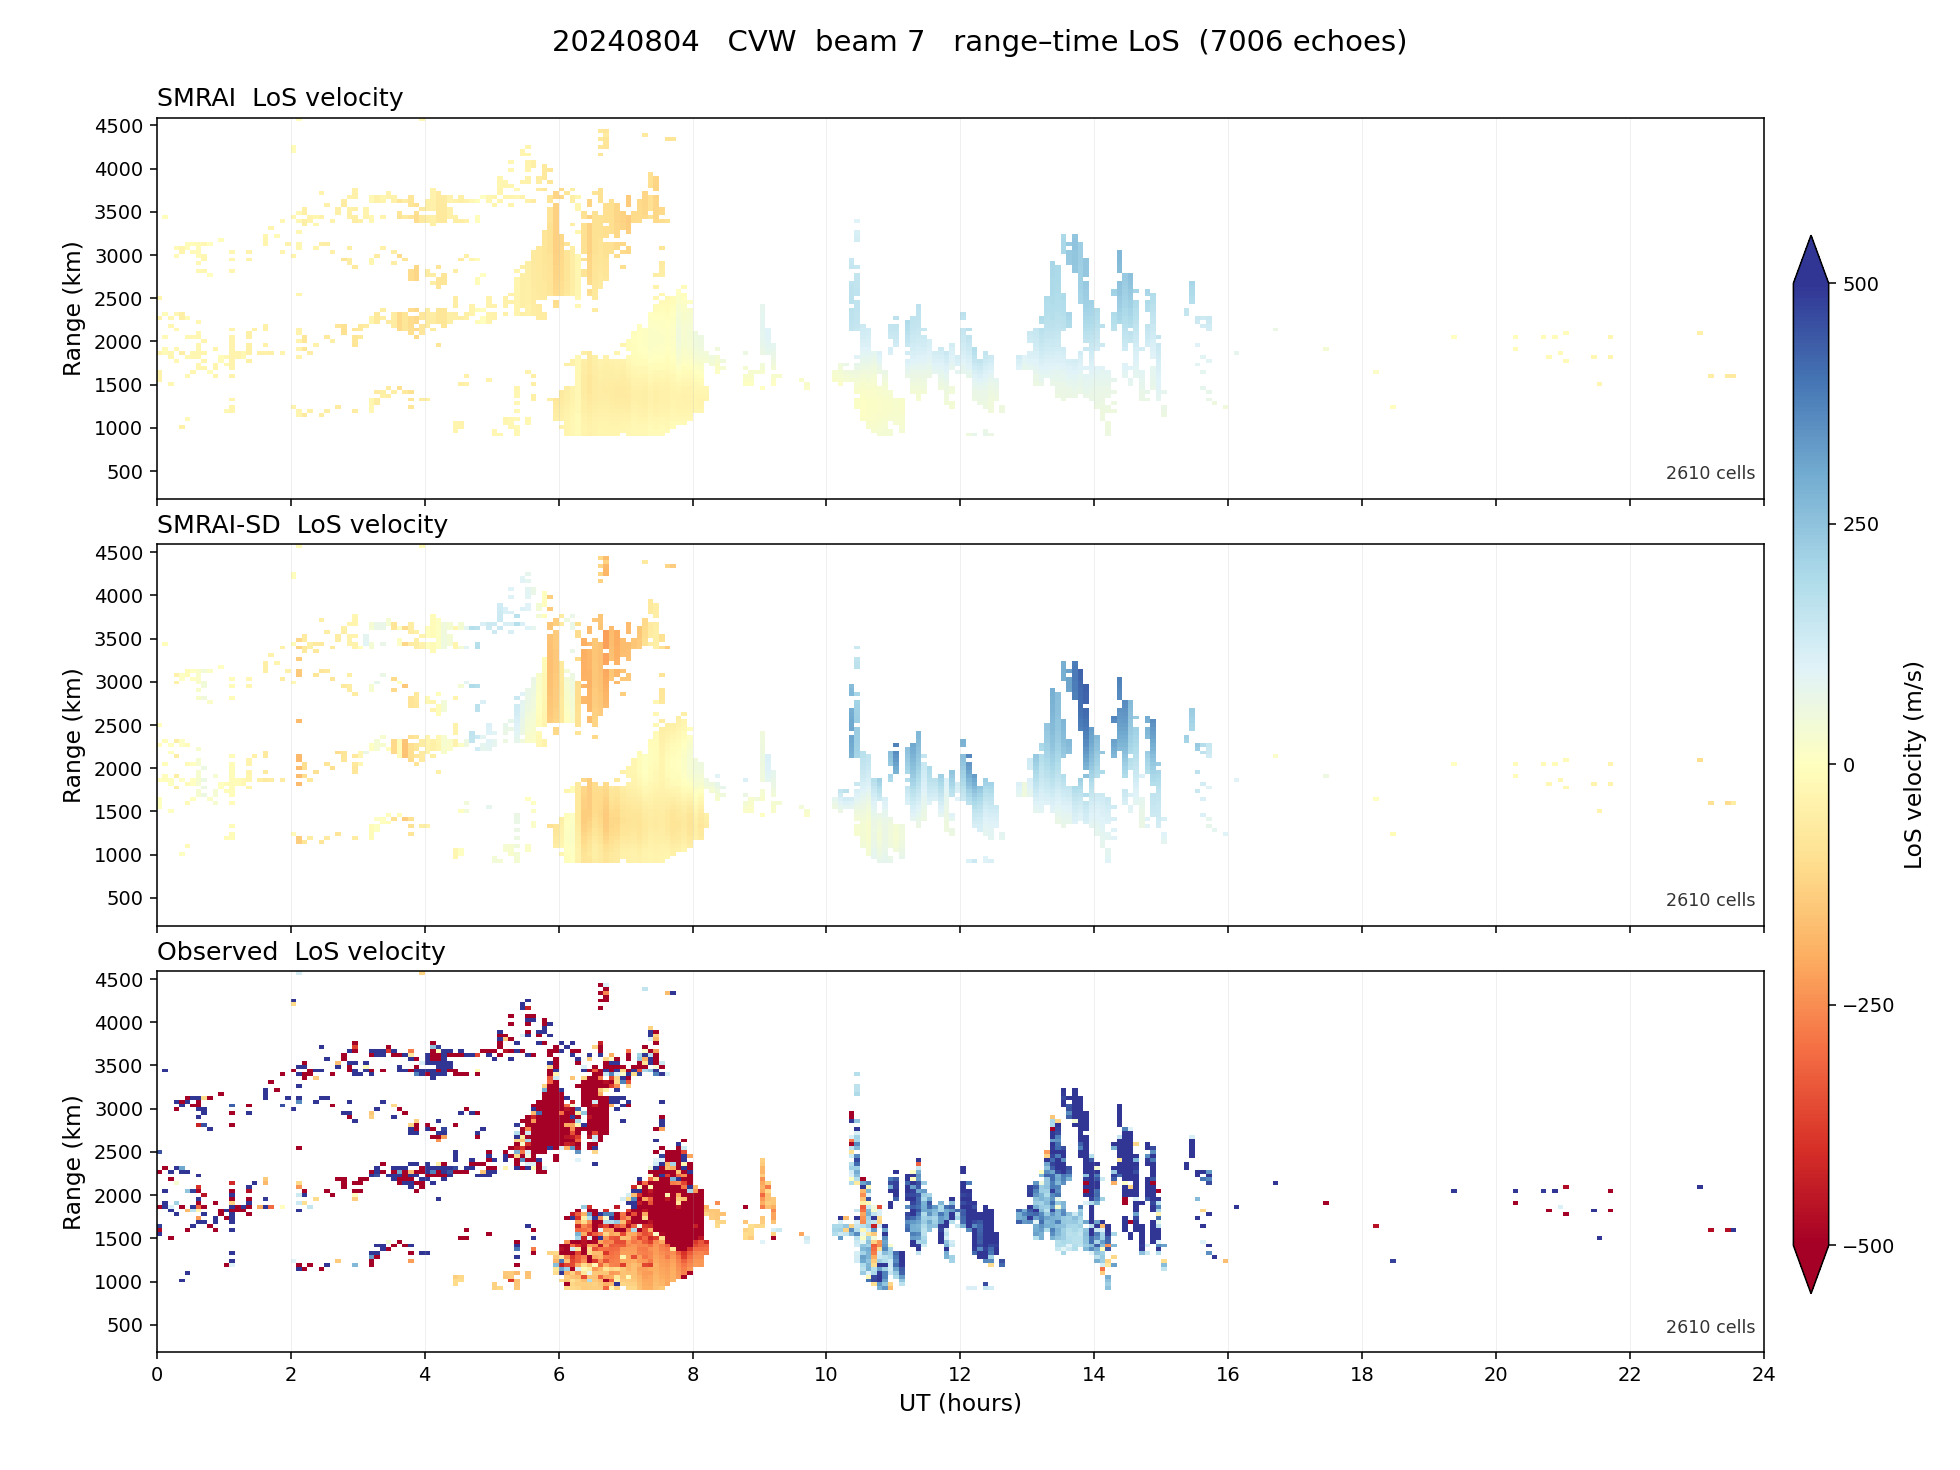 20240804   CVW  beam 7   range–time LoS  (7006 echoes)
SMRAI  LoS velocity
4500
4000
3500
3000
2500
2000
1500
1000
500
Range (km)
2610 cells
SMRAI-SD  LoS velocity
4500
4000
3500
3000
2500
2000
1500
1000
500
Range (km)
2610 cells
Observed  LoS velocity
4500
4000
3500
3000
2500
2000
1500
1000
500
Range (km)
2610 cells
0 2 4 6 8 10 12 14 16 18 20 22 24
UT (hours)
500
250
0
−250
−500
LoS velocity (m/s)